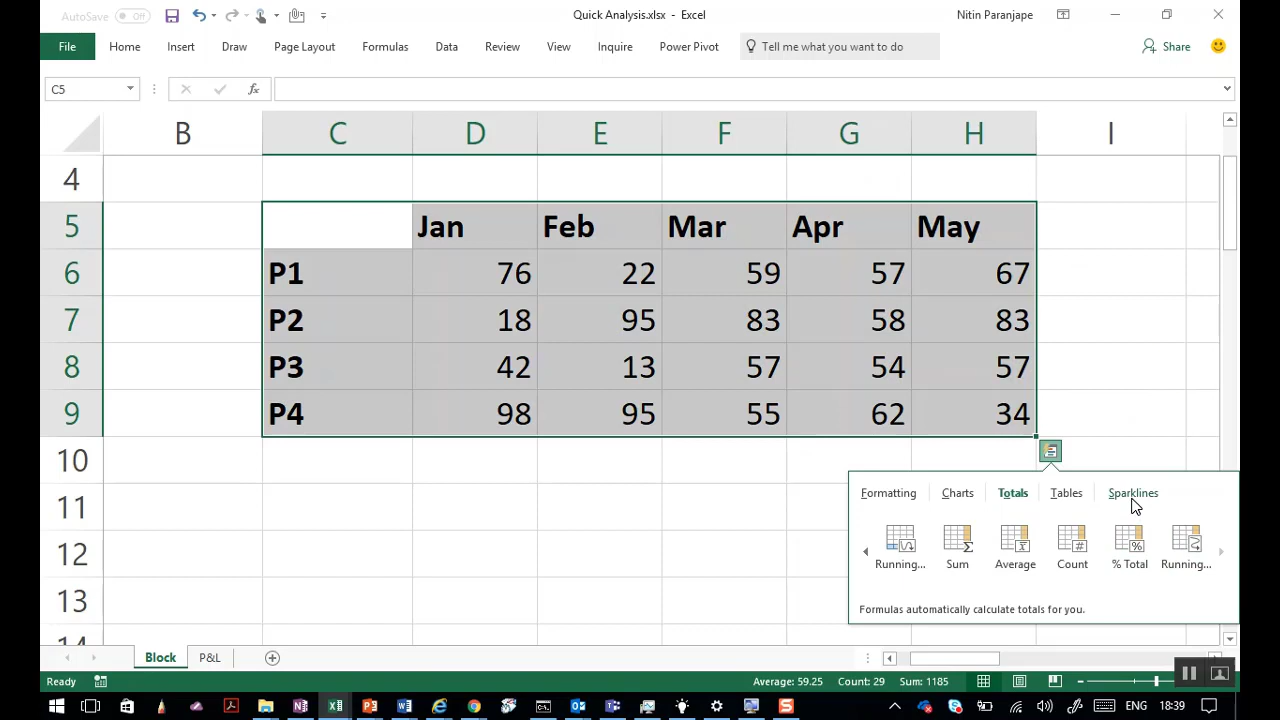 AutoSave Off Quick Analysis.xlsx - Excel Nitin Paranjape
File Home Insert Draw Page Layout Formulas Data Review View Inquire Power Pivot Tell me what you want to do Share
C5 fx
B C D E F G H I
4
5 Jan Feb Mar Apr May
6 P1 76 22 59 57 67
7 P2 18 95 83 58 83
8 P3 42 13 57 54 57
9 P4 98 95 55 62 34
10
11 Formatting Charts Totals Tables Sparklines
12 Running... Sum Average Count % Total Running...
13 Formulas automatically calculate totals for you.
14
Block P&L
Ready Average: 59.25 Count: 29 Sum: 1185
ENG 18:39